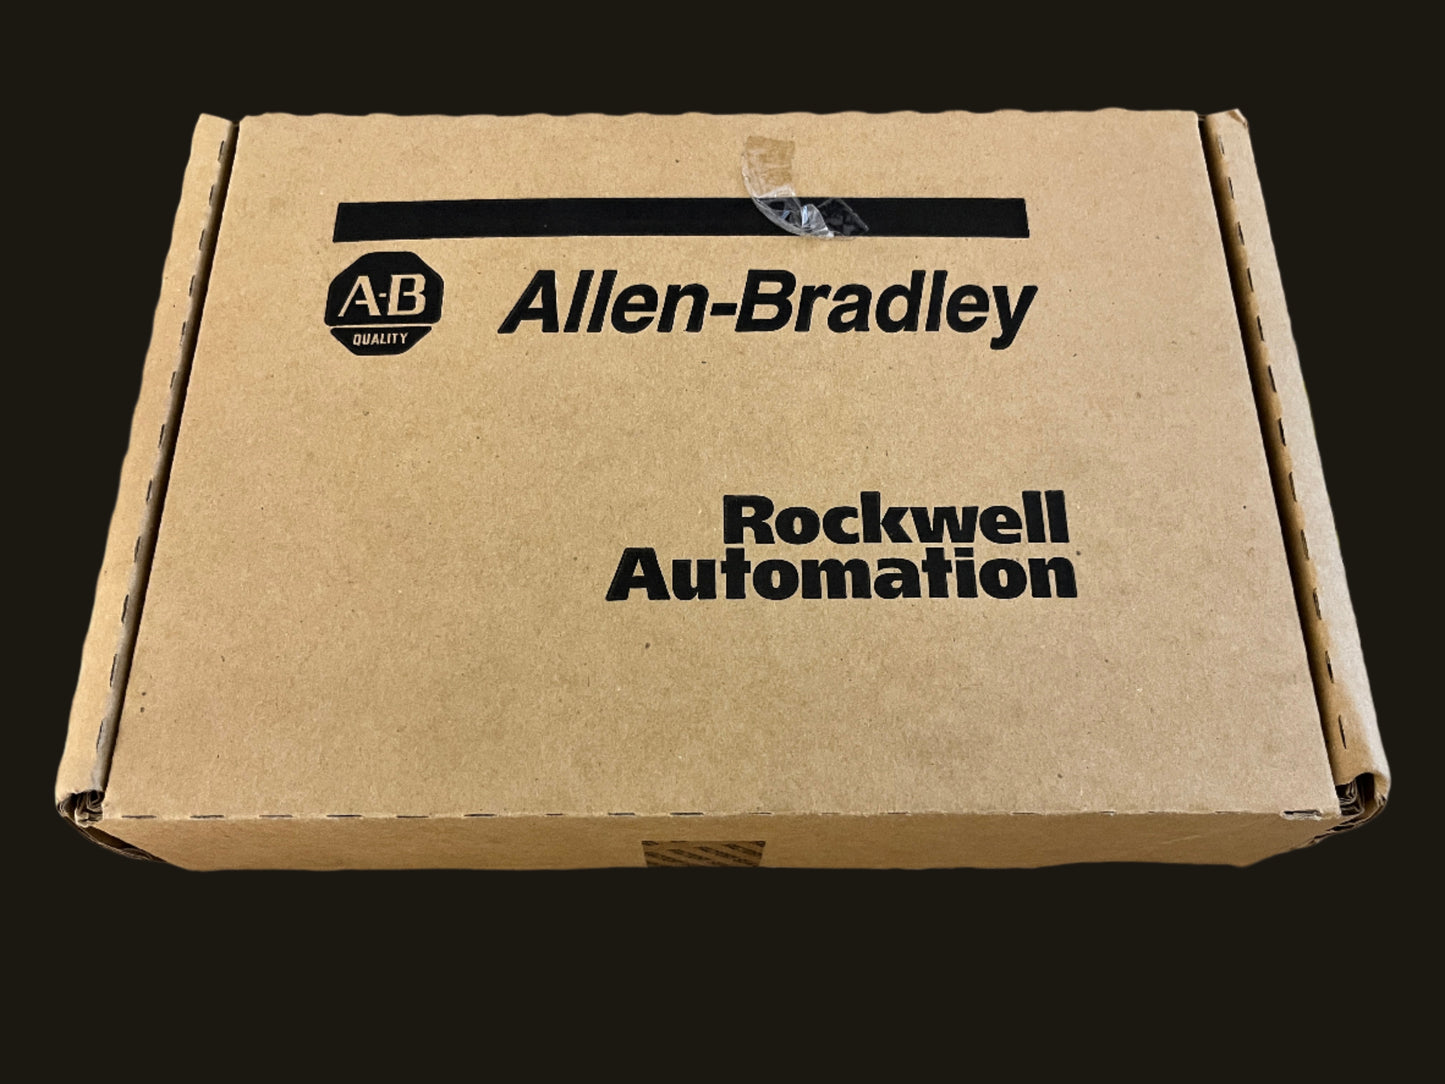 A-B
QUALITY
Allen-Bradley
Rockwell
Automation